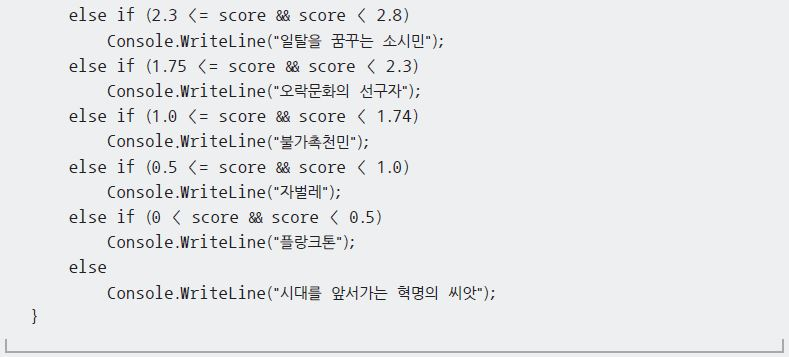 else if (2.3 <= score && score < 2.8)
Console.WriteLine("일탈을 꿈꾸는 소시민");
else if (1.75 <= score && score < 2.3)
Console.WriteLine("오락문화의 선구자");
else if (1.0 <= score && score < 1.74)
Console.WriteLine("불가촉천민");
else if (0.5 <= score && score < 1.0)
Console.WriteLine("자벌레");
else if (0 < score && score < 0.5)
Console.WriteLine("플랑크톤");
else
Console.WriteLine("시대를 앞서가는 혁명의 씨앗");
}